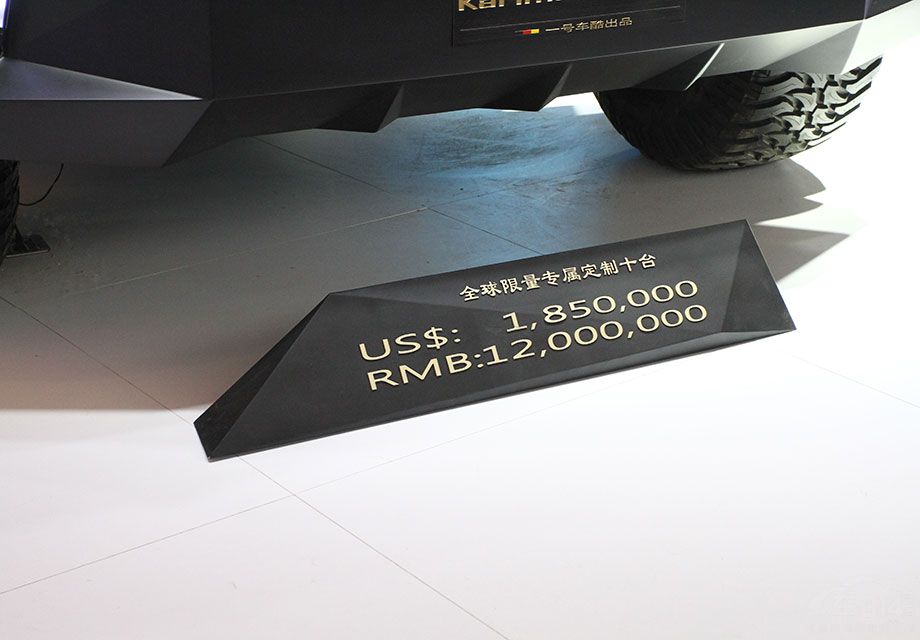 一号车酷出品
全球限量专属定制十台
US$: 1,850,000
RMB:12,000,000